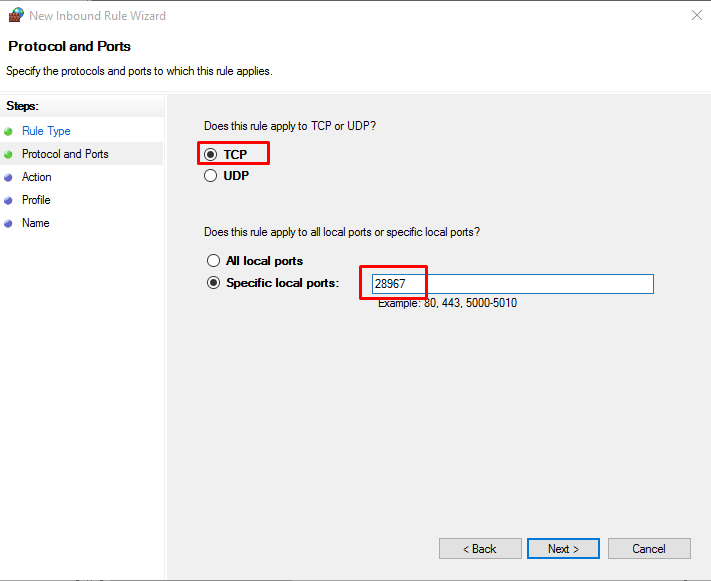 New Inbound Rule Wizard
Protocol and Ports
Specify the protocols and ports to which this rule applies.
Steps:
Rule Type
Protocol and Ports
Action
Profile
Name
Does this rule apply to TCP or UDP?
TCP
UDP
Does this rule apply to all local ports or specific local ports?
All local ports
Specific local ports:
28967
Example: 80, 443, 5000-5010
< Back
Next >
Cancel